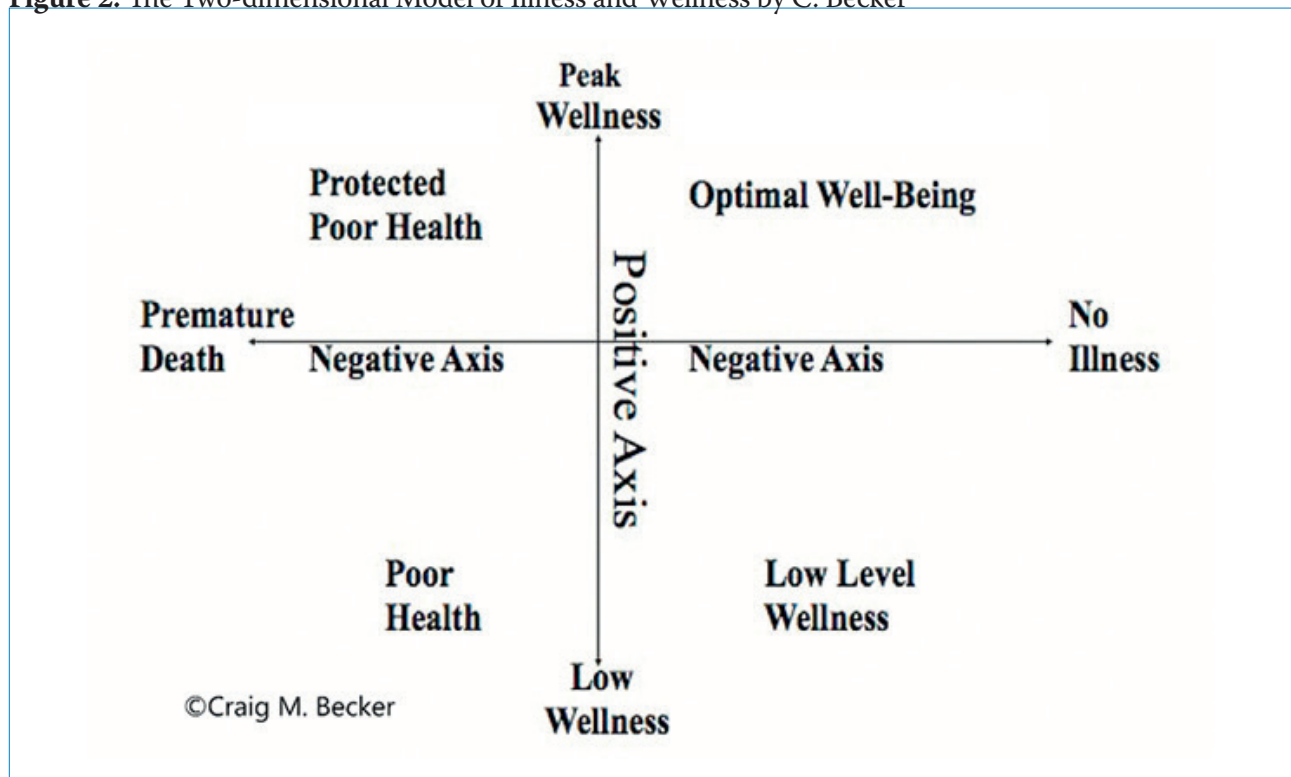 Figure 2. The Two-dimensional Model of Illness and Wellness by C. Becker
Peak
Wellness
Protected
Poor Health
Optimal Well-Being
Positive Axis
Premature
Death
Negative Axis
Negative Axis
No
Illness
Poor
Health
Low Level
Wellness
Low
Wellness
©Craig M. Becker